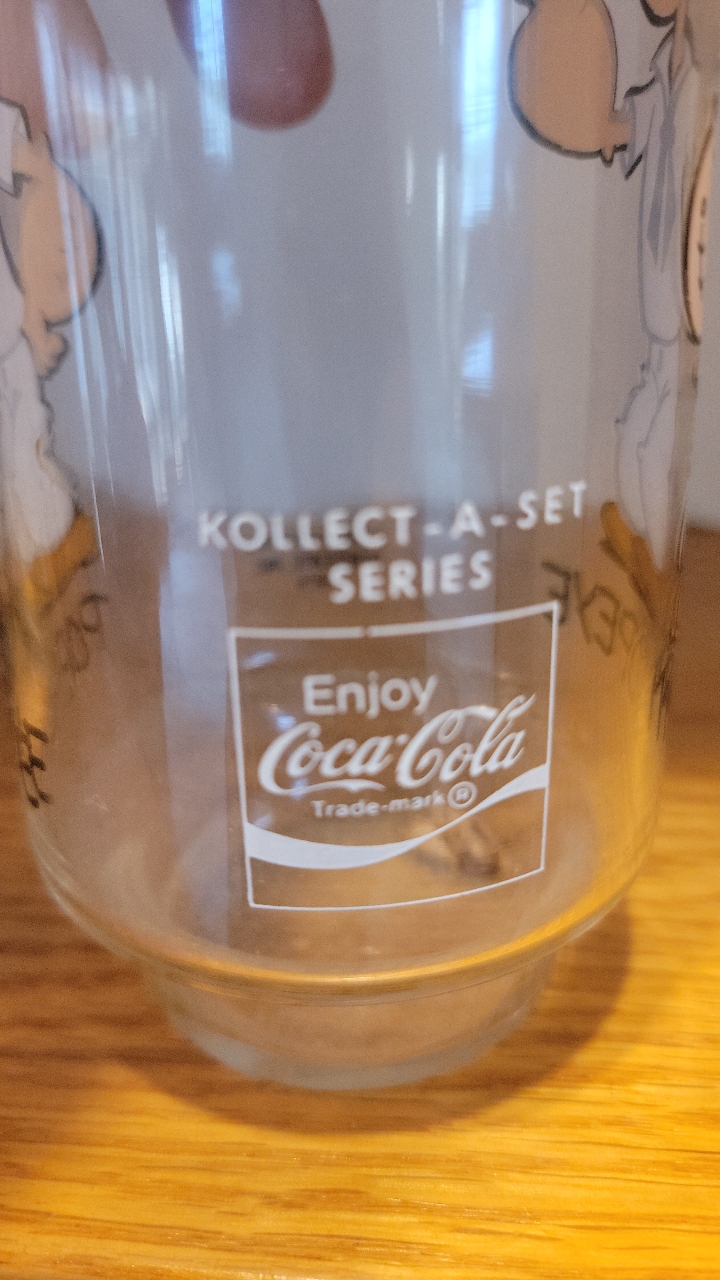 KOLLECT-A-SET
SERIES
Enjoy
Coca-Cola
Trade-mark ®